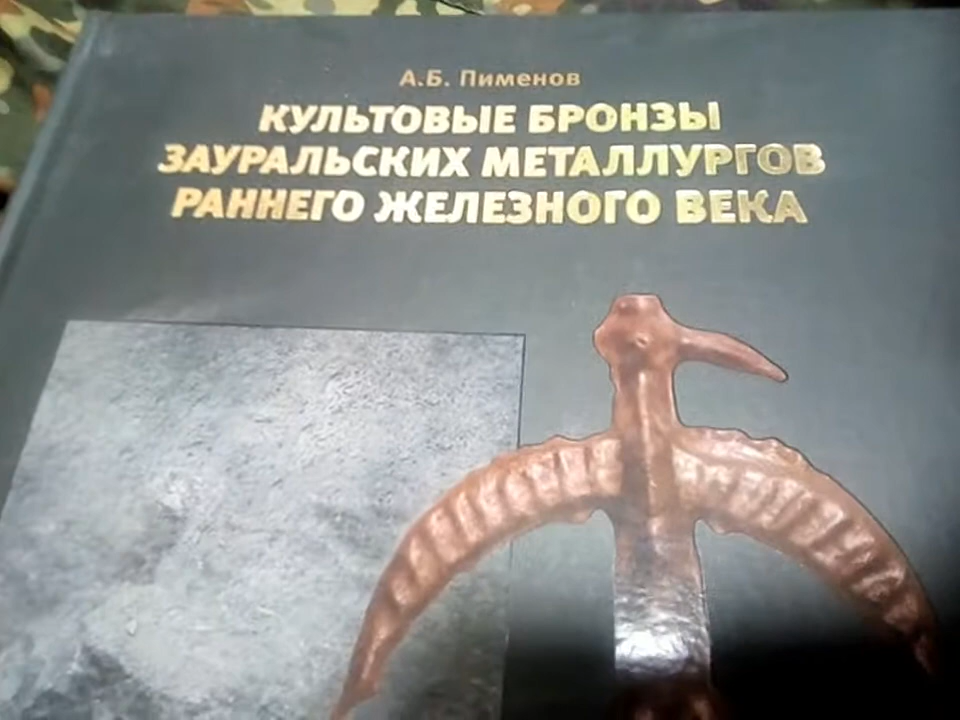 А.Б. Пименов
КУЛЬТОВЫЕ БРОНЗЫ
ЗАУРАЛЬСКИХ МЕТАЛЛУРГОВ
РАННЕГО ЖЕЛЕЗНОГО ВЕКА